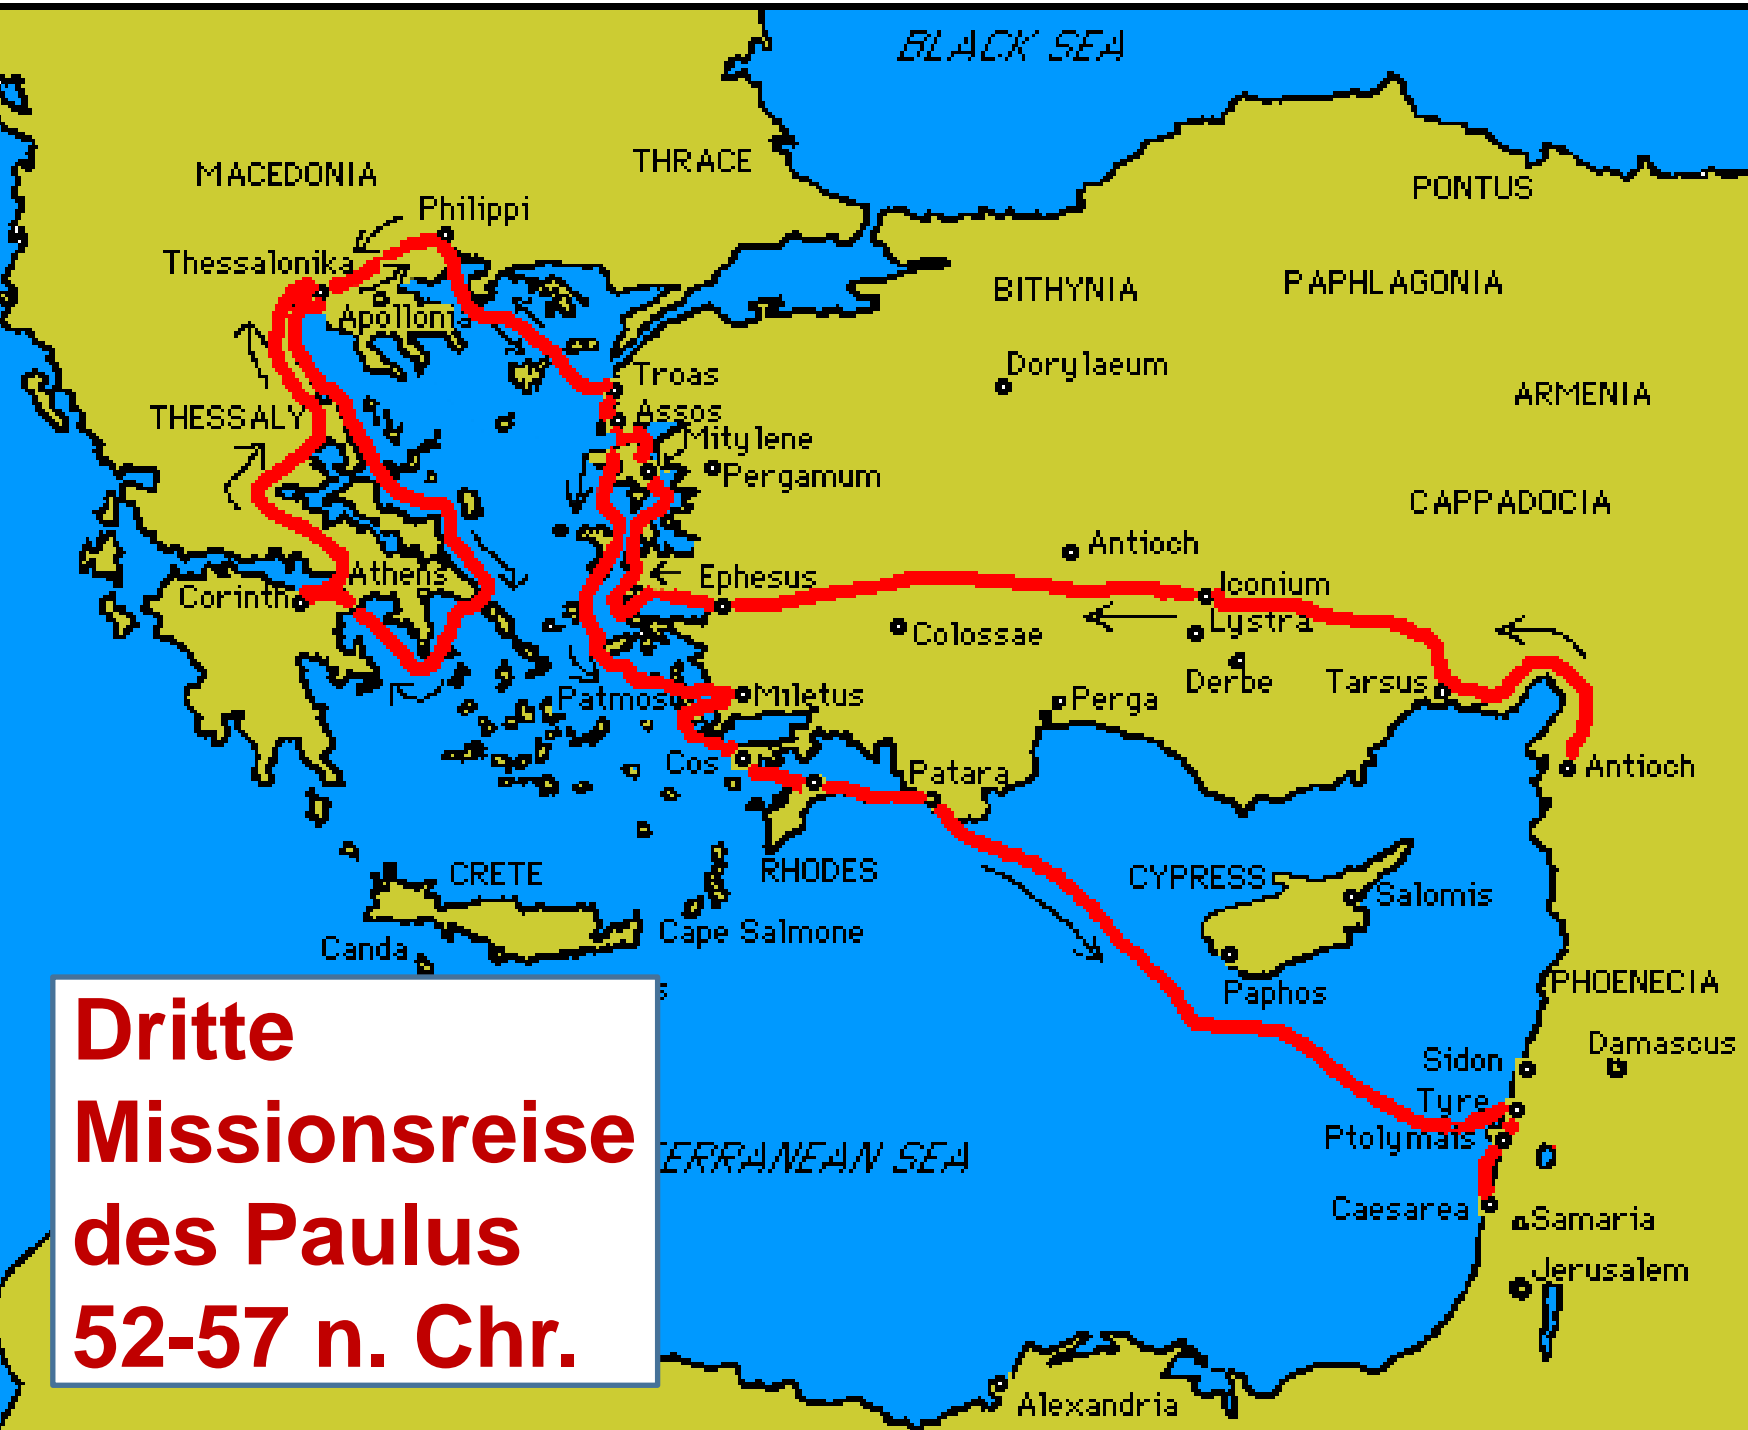 BLACK SEA
MACEDONIA
THRACE
PONTUS
Philippi
Thessalonika
BITHYNIA
PAPHLAGONIA
Apollonia
Dorylaeum
Troas
ARMENIA
THESSALY
Assos
Mitylene
Pergamum
CAPPADOCIA
Antioch
Athens
Ephesus
Iconium
Corinth
Colossae
Lystra
Derbe
Tarsus
Patmos
Miletus
Perga
Cos
Patara
Antioch
CRETE
RHODES
CYPRESS
Salomis
Canda
Cape Salmone
Paphos
PHOENECIA
s
Sidon
Damascus
Tyre
Ptolymais
ERRANEAN SEA
Caesarea
Samaria
Jerusalem
Alexandria
Dritte
Missionsreise
des Paulus
52-57 n. Chr.